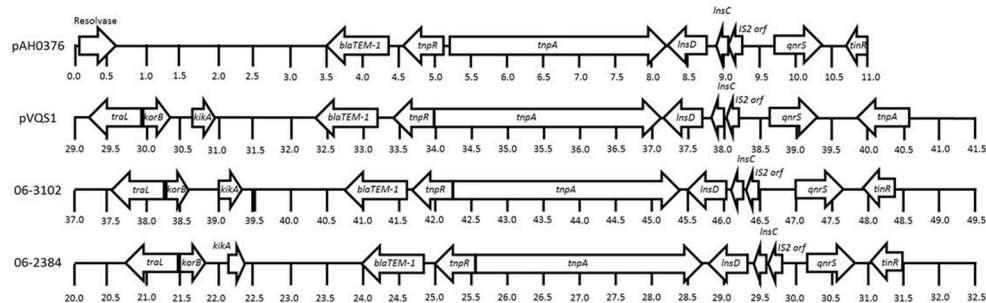 Resolvase
lnsC
IS2 orf
pAH0376
blaTEM-1
tnpR
tnpA
lnsD
qnrS
tinR
0.0 0.5 1.0 1.5 2.0 2.5 3.0 3.5 4.0 4.5 5.0 5.5 6.0 6.5 7.0 7.5 8.0 8.5 9.0 9.5 10.0 10.5 11.0
lnsC
IS2 orf
pVQS1
traL
korB
kikA
blaTEM-1
tnpR
tnpA
lnsD
qnrS
tnpA
29.0 29.5 30.0 30.5 31.0 31.5 32.0 32.5 33.0 33.5 34.0 34.5 35.0 35.5 36.0 36.5 37.0 37.5 38.0 38.5 39.0 39.5 40.0 40.5 41.0 41.5
lnsC
IS2 orf
06-3102
traL
korB
kikA
blaTEM-1
tnpR
tnpA
lnsD
qnrS
tinR
37.0 37.5 38.0 38.5 39.0 39.5 40.0 40.5 41.0 41.5 42.0 42.5 43.0 43.5 44.0 44.5 45.0 45.5 46.0 46.5 47.0 47.5 48.0 48.5 49.0 49.5
lnsC
kikA
IS2 orf
06-2384
traL
korB
blaTEM-1
tnpR
tnpA
lnsD
qnrS
tinR
20.0 20.5 21.0 21.5 22.0 22.5 23.0 23.5 24.0 24.5 25.0 25.5 26.0 26.5 27.0 27.5 28.0 28.5 29.0 29.5 30.0 30.5 31.0 31.5 32.0 32.5